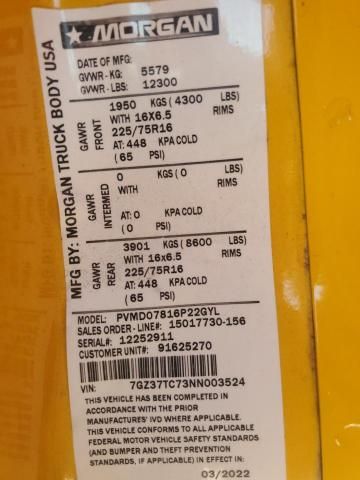 MORGAN
MFG BY: MORGAN TRUCK BODY USA
DATE OF MFG:
GVWR - KG: 5579
GVWR - LBS: 12300
GAWR FRONT
1950 KGS ( 4300 LBS)
WITH 16X6.5 RIMS
225/75R16
AT: 448 KPA COLD
( 65 PSI)
GAWR INTERMED
0 KGS ( 0 LBS)
WITH RIMS
AT: 0 KPA COLD
( 0 PSI)
GAWR REAR
3901 KGS ( 8600 LBS)
WITH 16x6.5 RIMS
225/75R16
AT: 448 KPA COLD
( 65 PSI)
MODEL: PVMDO7816P22GYL
SALES ORDER - LINE#: 15017730-156
SERIAL#: 12252911
CUSTOMER UNIT#: 91625270
VIN: 7GZ37TC73NN003524
THIS VEHICLE HAS BEEN COMPLETED IN
ACCORDANCE WITH THE PRIOR
MANUFACTURES' IVD WHERE APPLICABLE.
THIS VEHICLE CONFORMS TO ALL APPLICABLE
FEDERAL MOTOR VEHICLE SAFETY STANDARDS
(AND BUMPER AND THEFT PREVENTION
STANDARDS, IF APPLICABLE) IN EFFECT IN:
03/2022